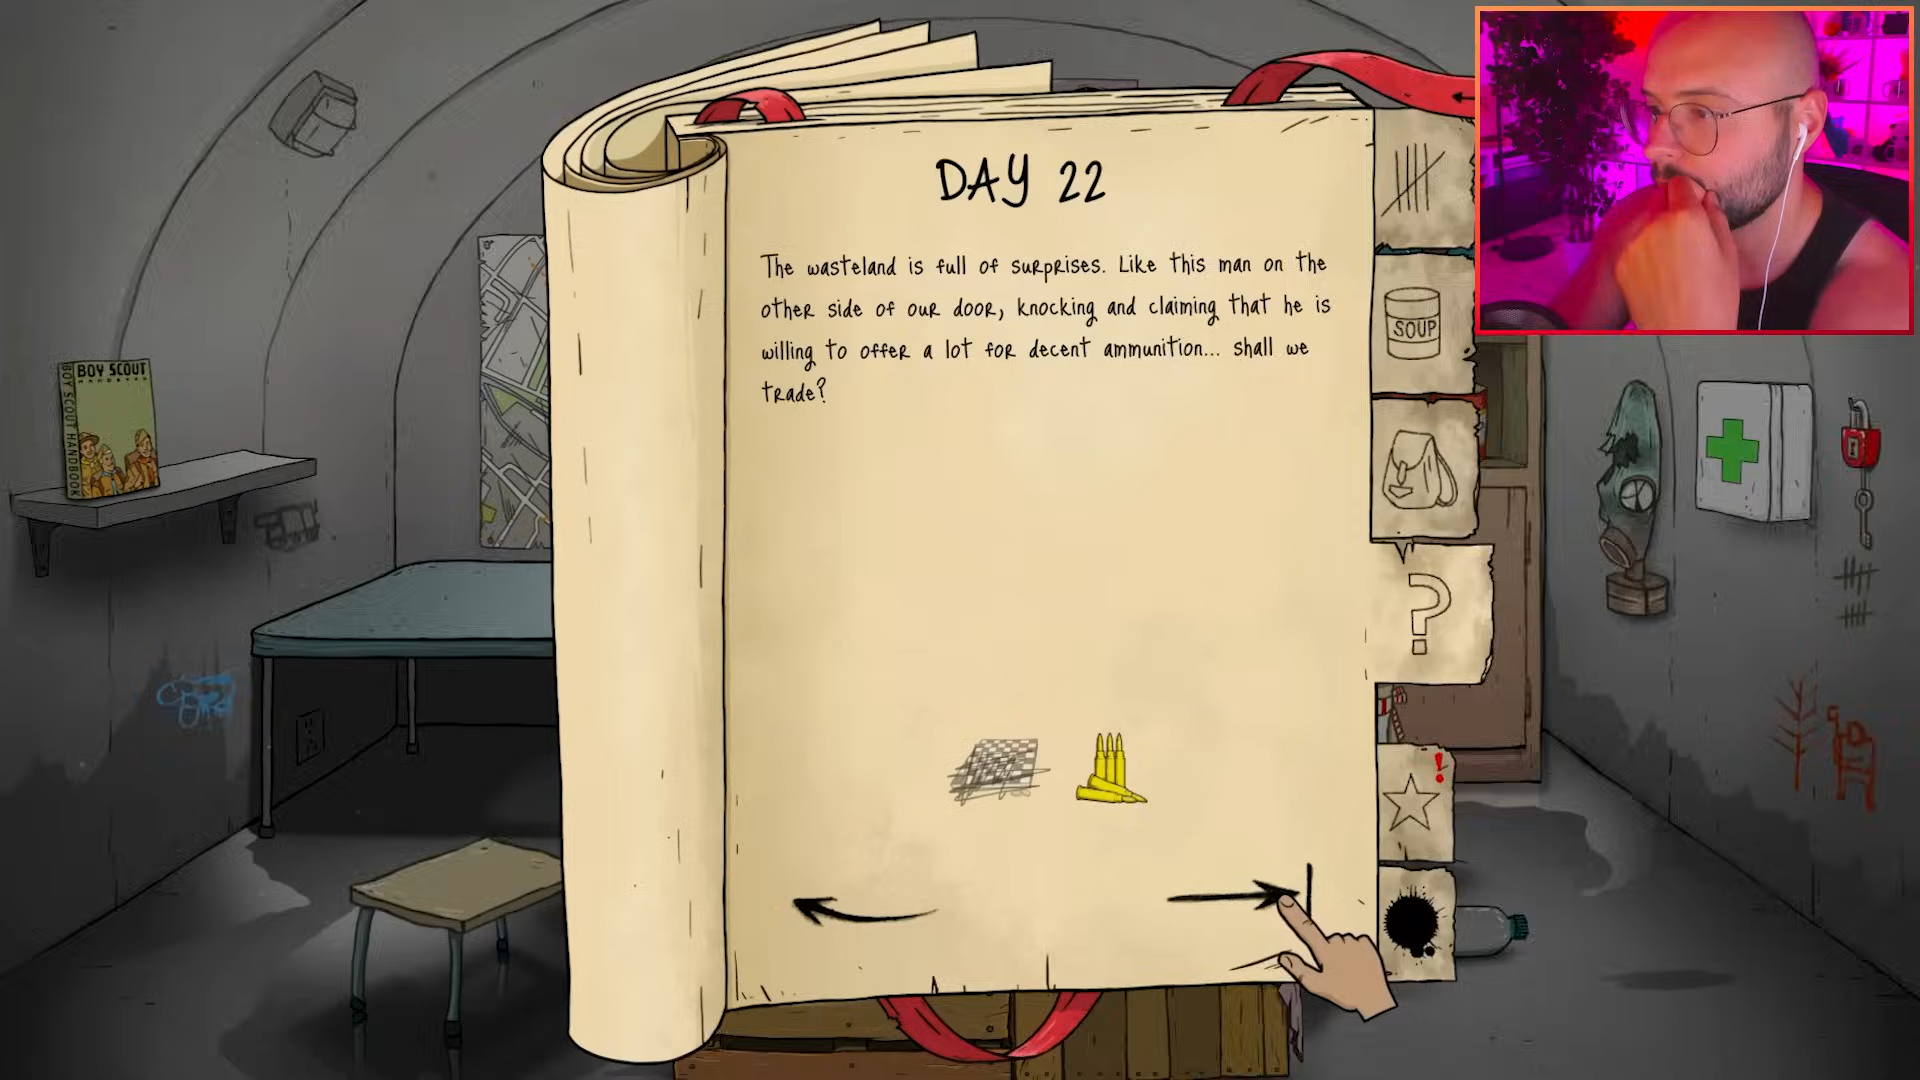 DAY 22
The wasteland is full of surprises. Like this man on the
other side of our door, knocking and claiming that he is
willing to offer a lot for decent ammunition... shall we
trade?
SOUP
!
BOY SCOUT
HANDBOOK
BOY SCOUT HANDBOOK